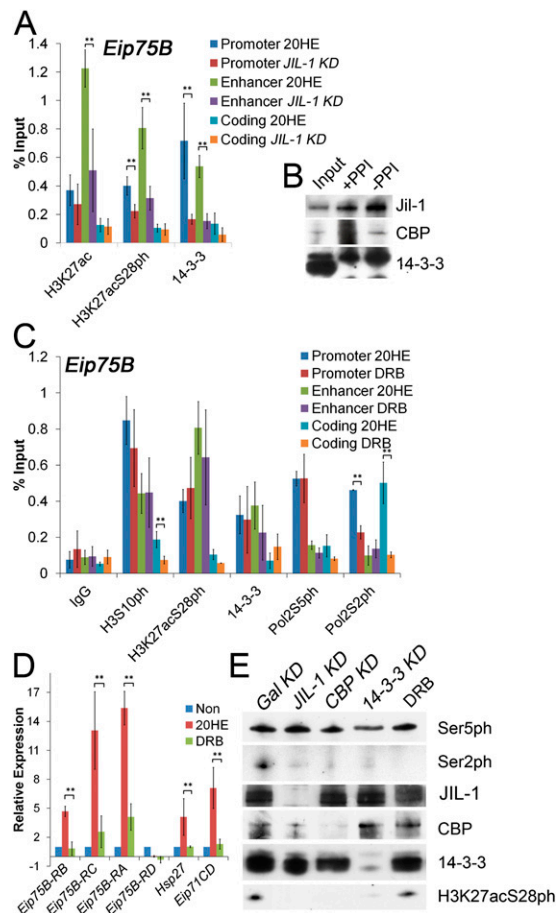 A
Eip75B
Promoter 20HE
Promoter JIL-1 KD
Enhancer 20HE
Enhancer JIL-1 KD
Coding 20HE
Coding JIL-1 KD
% Input
1.4
1.2
1
0.8
0.6
0.4
0.2
0
**
**
**
**
**
H3K27ac
H3K27acS28ph
14-3-3
B
Input
+PPI
-PPI
Jil-1
CBP
14-3-3
C
Eip75B
Promoter 20HE
Promoter DRB
Enhancer 20HE
Enhancer DRB
Coding 20HE
Coding DRB
% Input
1.2
1
0.8
0.6
0.4
0.2
0
**
**
**
IgG
H3S10ph
H3K27acS28ph
14-3-3
Pol2S5ph
Pol2S2ph
D
Non
20HE
DRB
Relative Expression
17
14
11
8
5
2
-1
**
**
**
**
**
Eip75B-RB
Eip75B-RC
Eip75B-RA
Eip75B-RD
Hsp27
Eip71CD
E
Gal KD
JIL-1 KD
CBP KD
14-3-3 KD
DRB
Ser5ph
Ser2ph
JIL-1
CBP
14-3-3
H3K27acS28ph